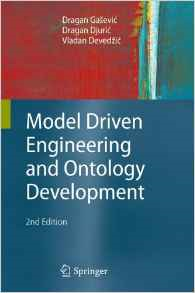 Dragan Gašević
Dragan Djurić
Vladan Devedžić
Model Driven
Engineering
and Ontology
Development
2nd Edition
Springer